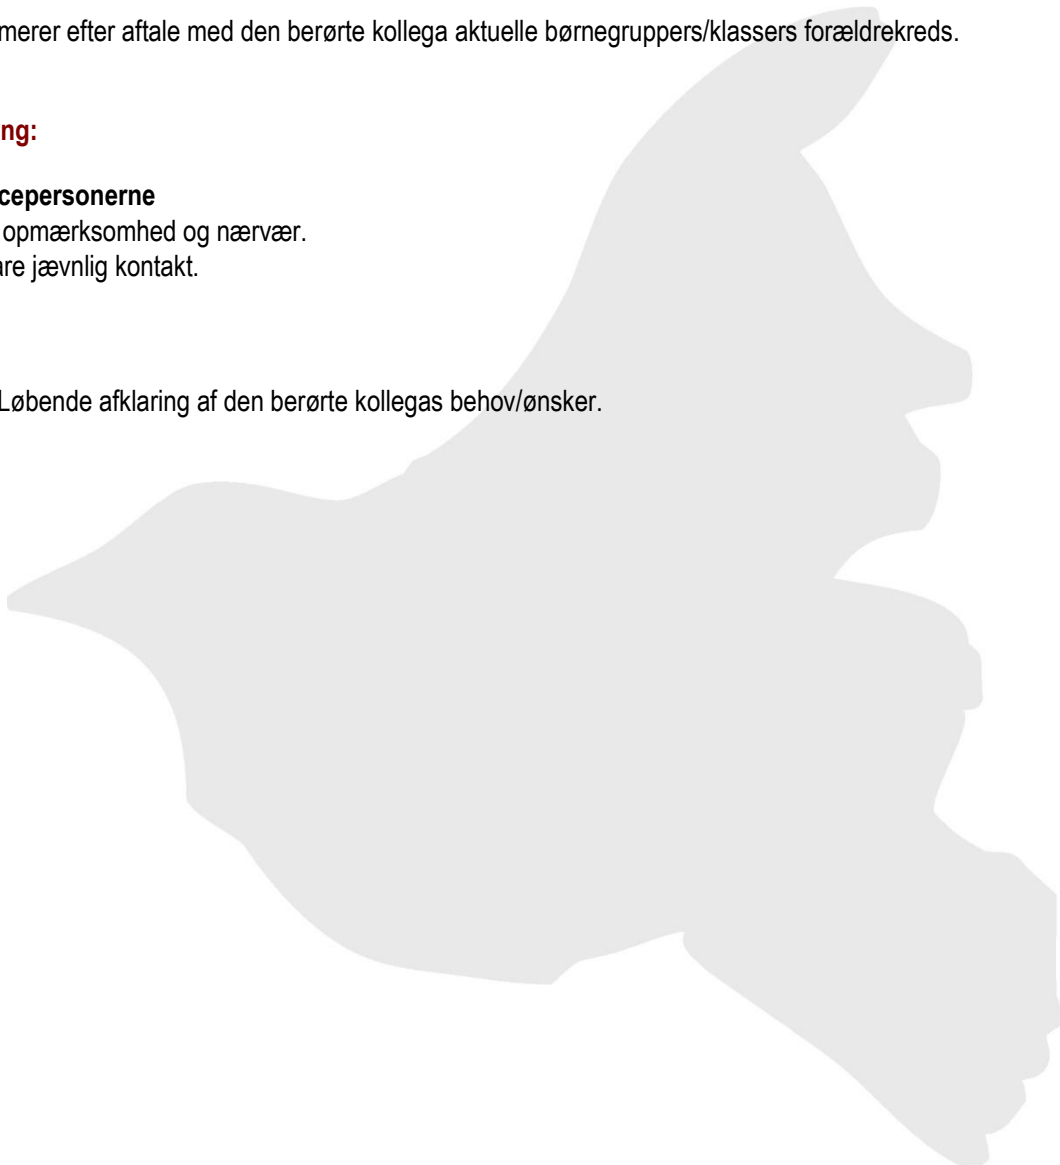 merer efter aftale med den berørte kollega aktuelle børnegruppers/klassers forældrekreds.
ng:
cepersonerne
opmærksomhed og nærvær.
are jævnlig kontakt.
Løbende afklaring af den berørte kollegas behov/ønsker.